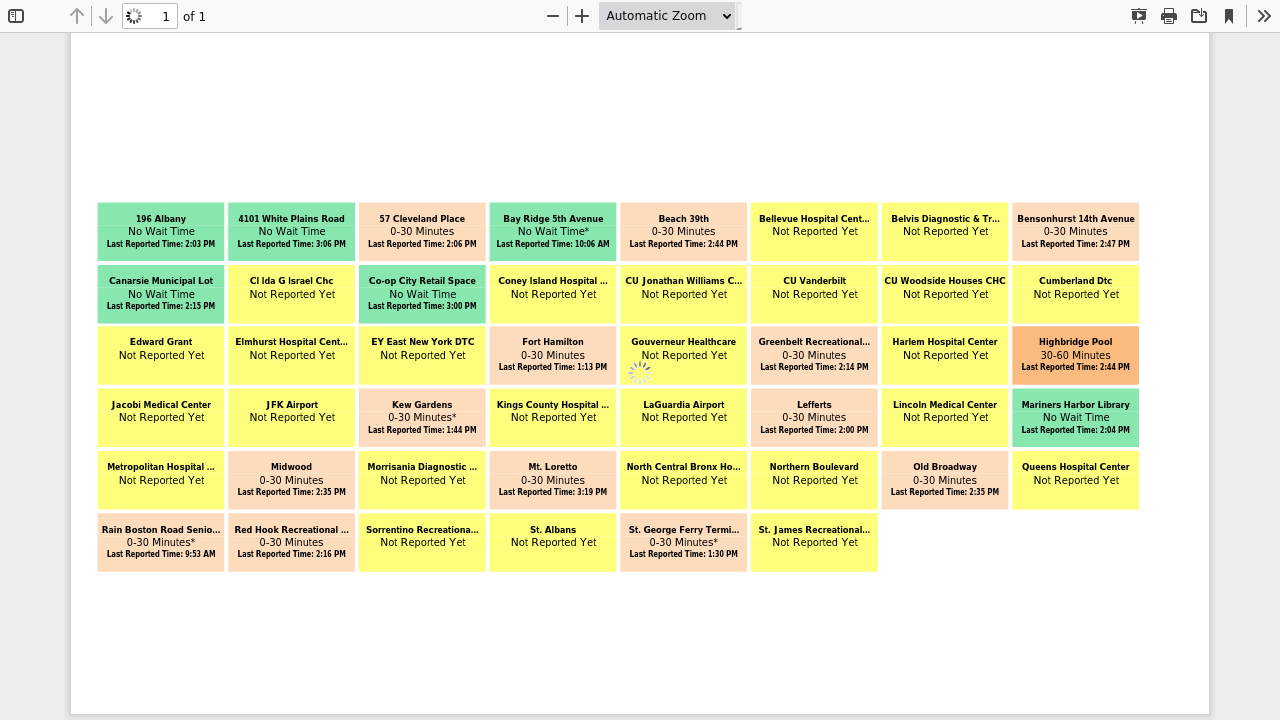 1 of 1 Automatic Zoom
196 Albany
No Wait Time
Last Reported Time: 2:03 PM
4101 White Plains Road
No Wait Time
Last Reported Time: 3:06 PM
57 Cleveland Place
0-30 Minutes
Last Reported Time: 2:06 PM
Bay Ridge 5th Avenue
No Wait Time*
Last Reported Time: 10:06 AM
Beach 39th
0-30 Minutes
Last Reported Time: 2:44 PM
Bellevue Hospital Cent...
Not Reported Yet
Belvis Diagnostic & Tr...
Not Reported Yet
Bensonhurst 14th Avenue
0-30 Minutes
Last Reported Time: 2:47 PM
Canarsie Municipal Lot
No Wait Time
Last Reported Time: 2:15 PM
CI Ida G Israel Chc
Not Reported Yet
Co-op City Retail Space
No Wait Time
Last Reported Time: 3:00 PM
Coney Island Hospital ...
Not Reported Yet
CU Jonathan Williams C...
Not Reported Yet
CU Vanderbilt
Not Reported Yet
CU Woodside Houses CHC
Not Reported Yet
Cumberland Dtc
Not Reported Yet
Edward Grant
Not Reported Yet
Elmhurst Hospital Cent...
Not Reported Yet
EY East New York DTC
Not Reported Yet
Fort Hamilton
0-30 Minutes
Last Reported Time: 1:13 PM
Gouverneur Healthcare
Not Reported Yet
Greenbelt Recreational...
0-30 Minutes
Last Reported Time: 2:14 PM
Harlem Hospital Center
Not Reported Yet
Highbridge Pool
30-60 Minutes
Last Reported Time: 2:44 PM
Jacobi Medical Center
Not Reported Yet
JFK Airport
Not Reported Yet
Kew Gardens
0-30 Minutes*
Last Reported Time: 1:44 PM
Kings County Hospital ...
Not Reported Yet
LaGuardia Airport
Not Reported Yet
Lefferts
0-30 Minutes
Last Reported Time: 2:00 PM
Lincoln Medical Center
Not Reported Yet
Mariners Harbor Library
No Wait Time
Last Reported Time: 2:04 PM
Metropolitan Hospital ...
Not Reported Yet
Midwood
0-30 Minutes
Last Reported Time: 2:35 PM
Morrisania Diagnostic ...
Not Reported Yet
Mt. Loretto
0-30 Minutes
Last Reported Time: 3:19 PM
North Central Bronx Ho...
Not Reported Yet
Northern Boulevard
Not Reported Yet
Old Broadway
0-30 Minutes
Last Reported Time: 2:35 PM
Queens Hospital Center
Not Reported Yet
Rain Boston Road Senio...
0-30 Minutes*
Last Reported Time: 9:53 AM
Red Hook Recreational ...
0-30 Minutes
Last Reported Time: 2:16 PM
Sorrentino Recreationa...
Not Reported Yet
St. Albans
Not Reported Yet
St. George Ferry Termi...
0-30 Minutes*
Last Reported Time: 1:30 PM
St. James Recreational...
Not Reported Yet